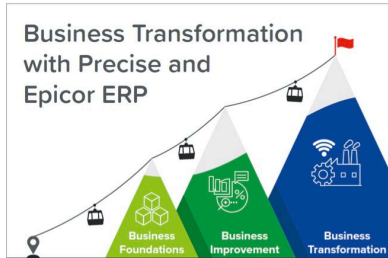 Business Transformation
with Precise and
Epicor ERP
%
Business
Foundations
Business
Improvement
Business
Transformation